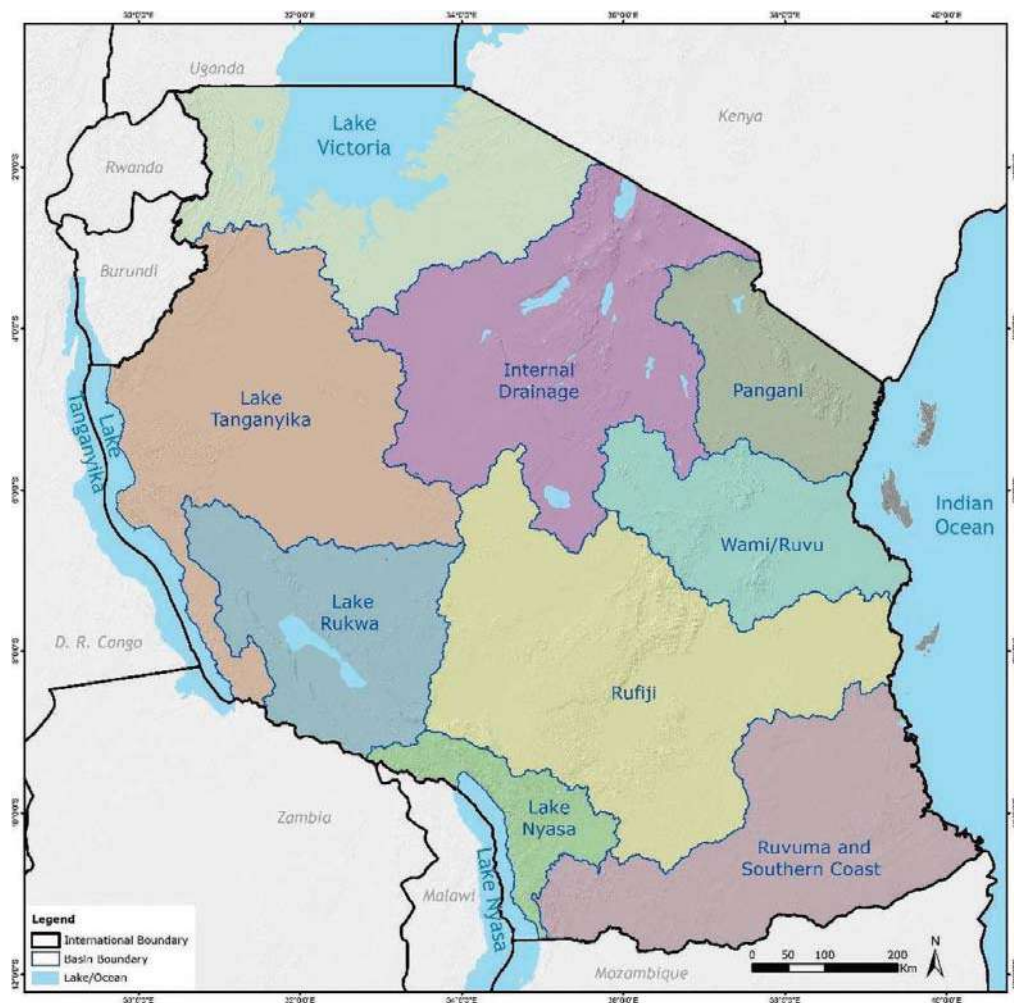 Uganda
Kenya
Lake
Victoria
Rwanda
Burundi
Lake
Tanganyika
Internal
Drainage
Pangani
Lake
Tanganyika
Indian
Ocean
Wami/Ruvu
Lake
Rukwa
D. R. Congo
Rufiji
Zambia
Lake
Nyasa
Ruvuma and
Southern Coast
Malawi
Lake Nyasa
Mozambique
Legend
International Boundary
Basin Boundary
Lake/Ocean
0 50 100 200
Km
N